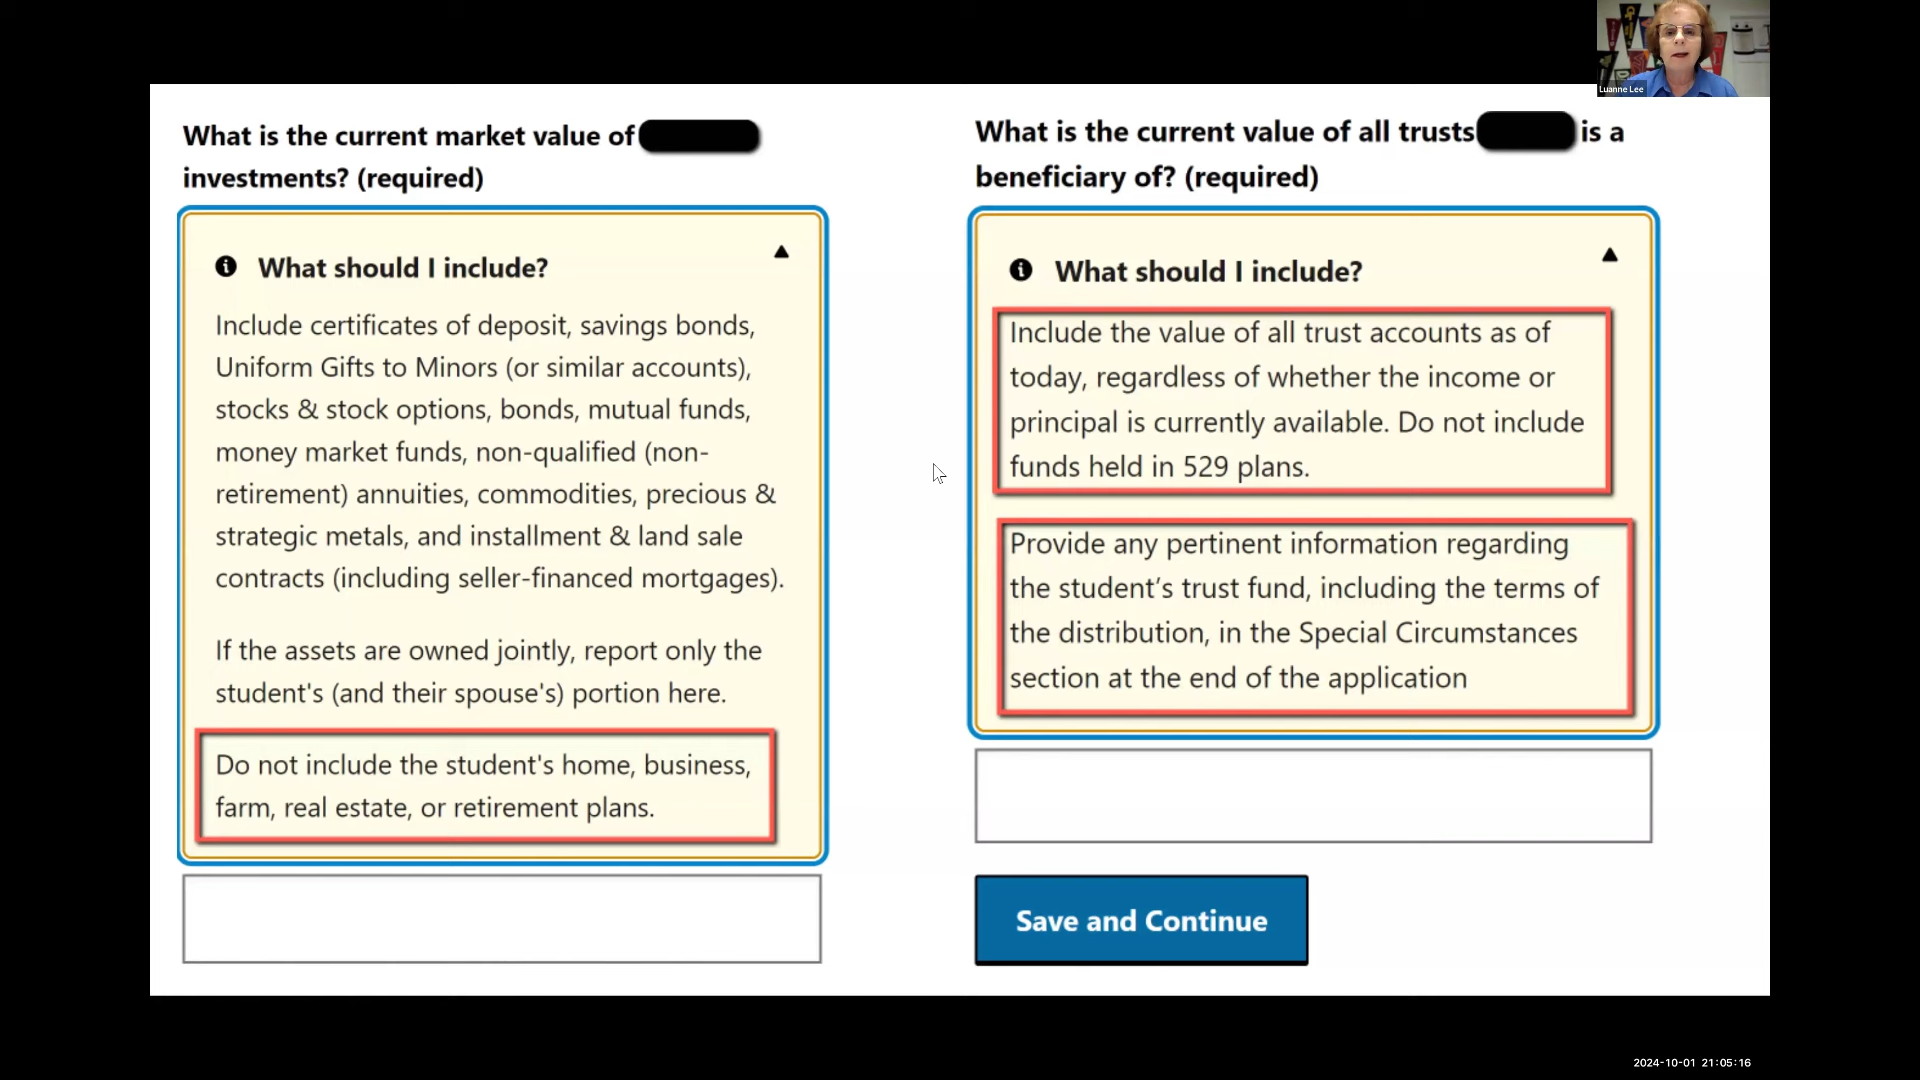 Luanne Lee
What is the current market value of
investments? (required)
What should I include?
Include certificates of deposit, savings bonds,
Uniform Gifts to Minors (or similar accounts),
stocks & stock options, bonds, mutual funds,
money market funds, non-qualified (non-
retirement) annuities, commodities, precious &
strategic metals, and installment & land sale
contracts (including seller-financed mortgages).
If the assets are owned jointly, report only the
student's (and their spouse's) portion here.
Do not include the student's home, business,
farm, real estate, or retirement plans.
What is the current value of all trusts is a
beneficiary of? (required)
What should I include?
Include the value of all trust accounts as of
today, regardless of whether the income or
principal is currently available. Do not include
funds held in 529 plans.
Provide any pertinent information regarding
the student’s trust fund, including the terms of
the distribution, in the Special Circumstances
section at the end of the application
Save and Continue
2024-10-01 21:05:16